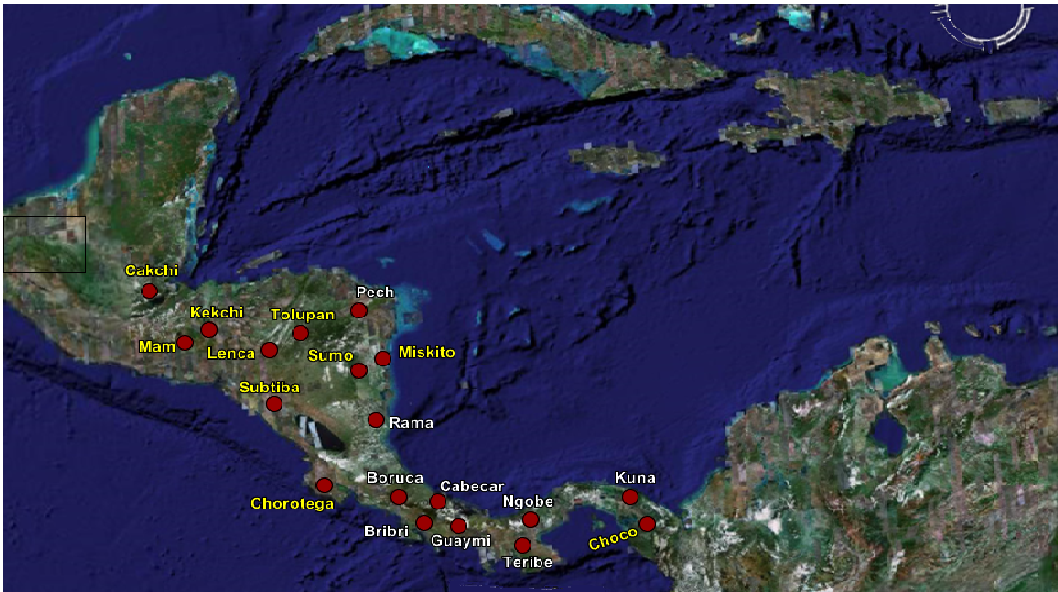 Cakchi
Pech
Kekchi
Tolupan
Mam
Lenca
Sumo
Miskito
Subtiba
Rama
Boruca
Cabecar
Kuna
Chorotega
Ngobe
Bribri
Guaymi
Choco
Teribe